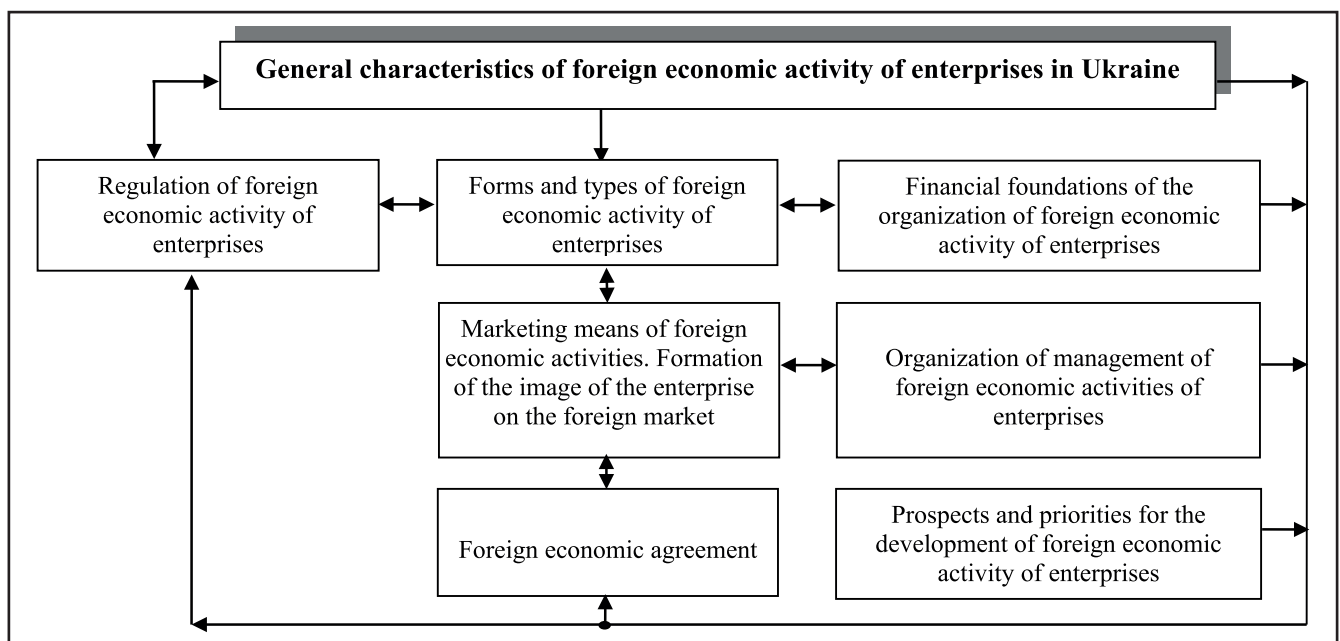 General characteristics of foreign economic activity of enterprises in Ukraine
Regulation of foreign
economic activity of
enterprises
Forms and types of foreign
economic activity of
enterprises
Financial foundations of the
organization of foreign economic
activity of enterprises
Marketing means of foreign
economic activities. Formation
of the image of the enterprise
on the foreign market
Organization of management of
foreign economic activities of
enterprises
Foreign economic agreement
Prospects and priorities for the
development of foreign economic
activity of enterprises